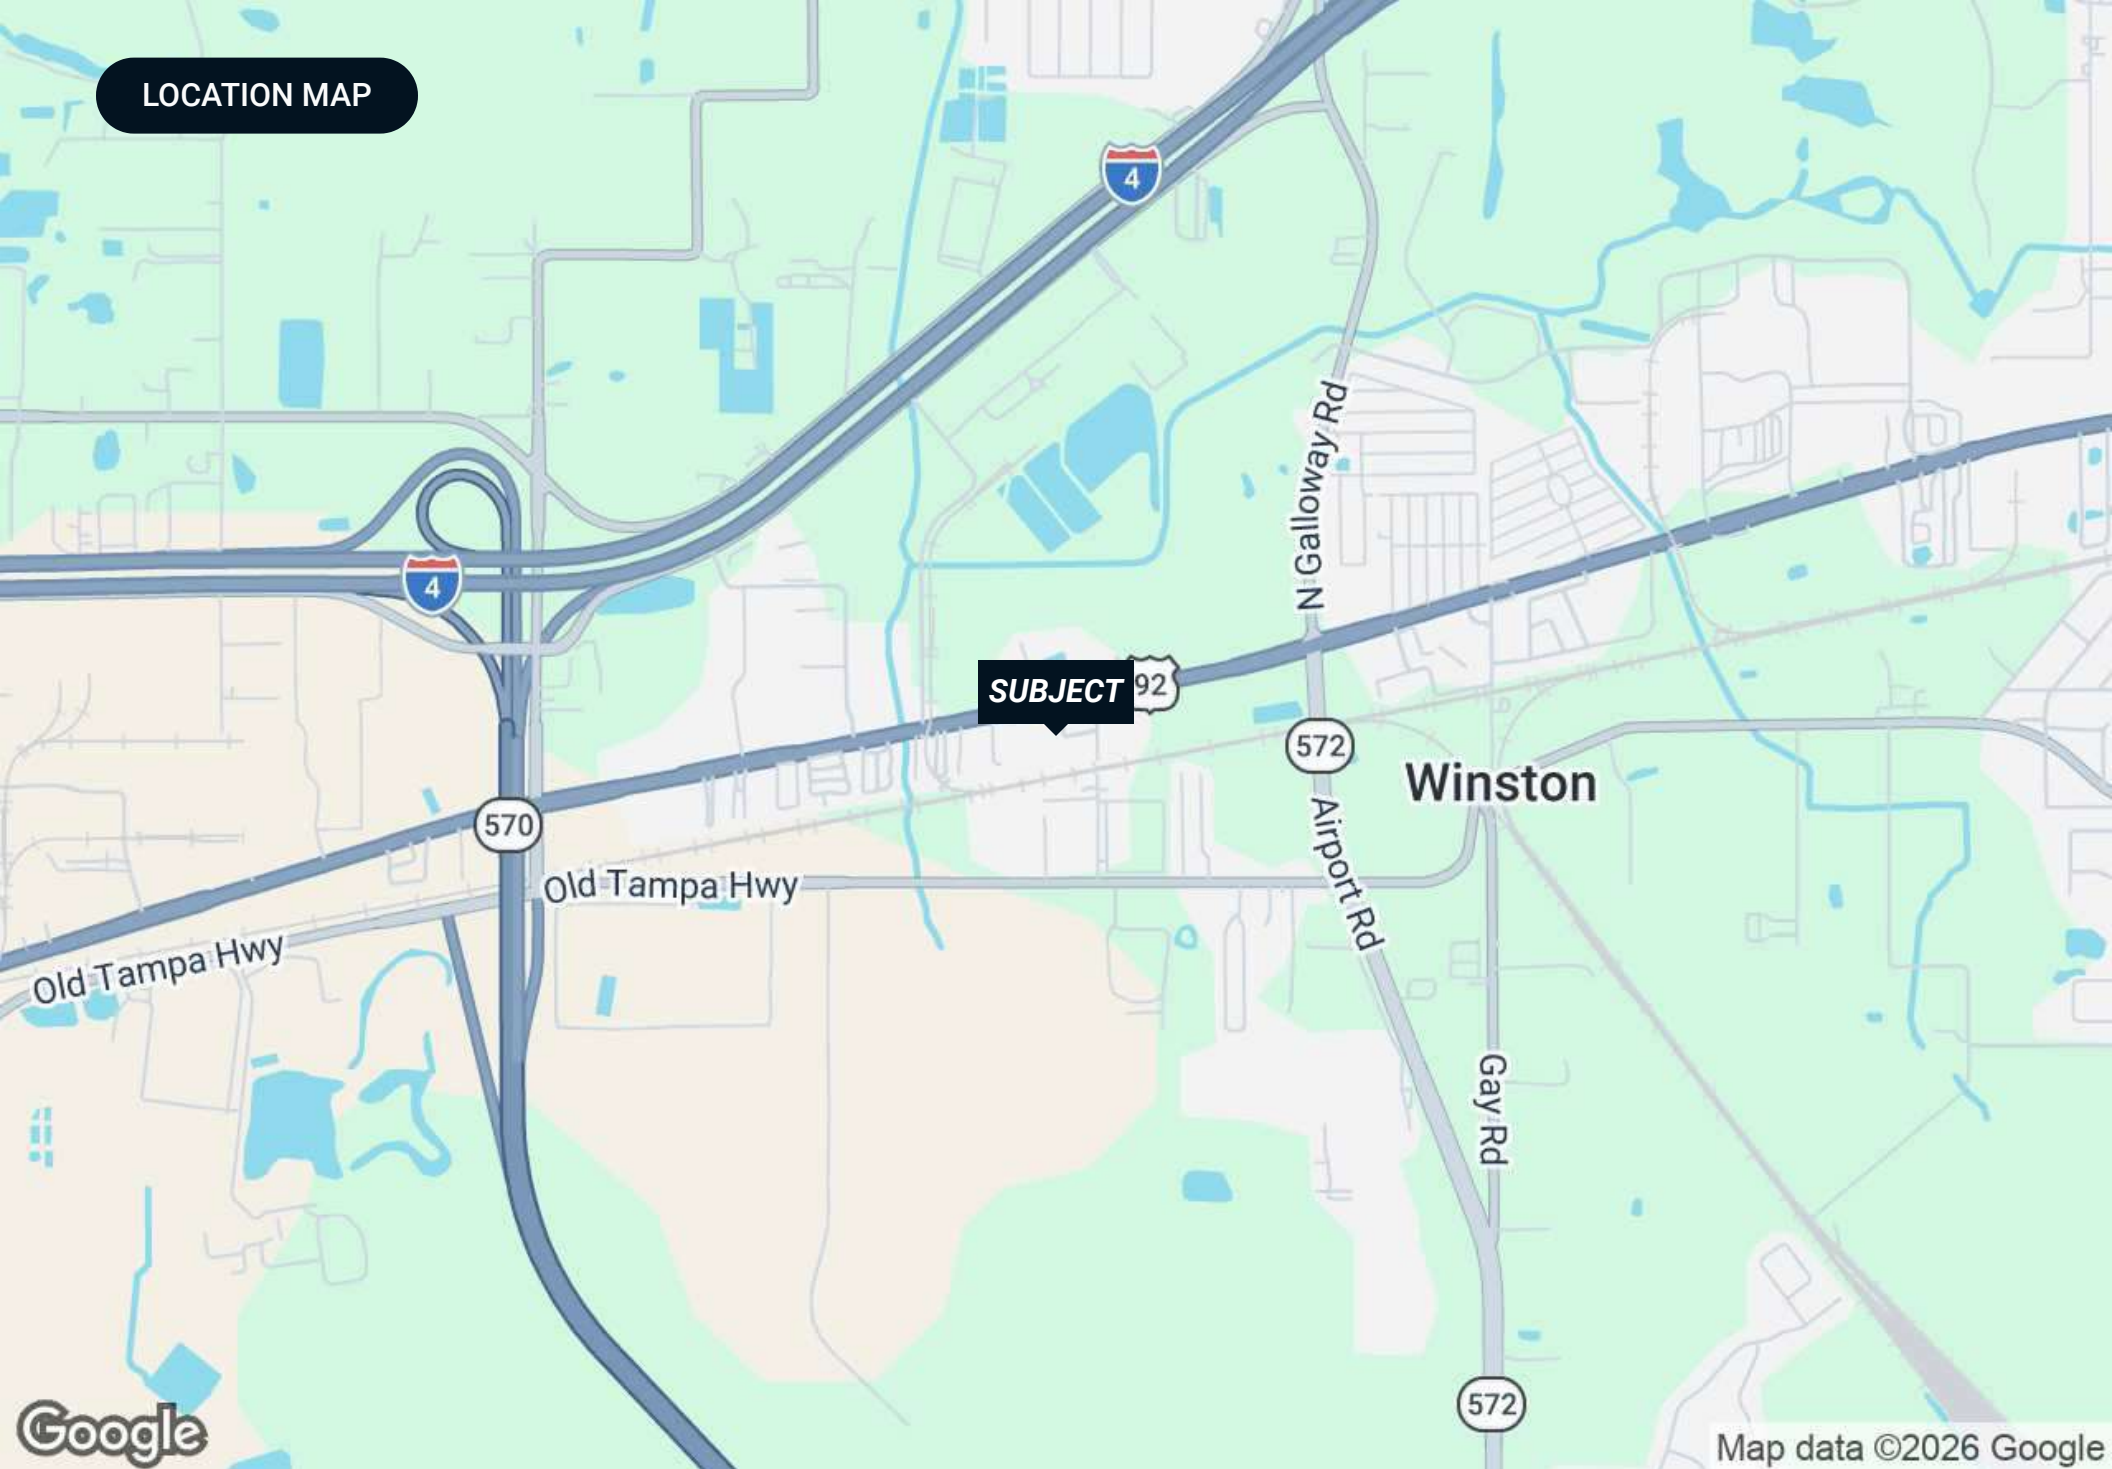 LOCATION MAP
4
N Galloway Rd
4
SUBJECT
92
572
Winston
570
Airport Rd
Old Tampa Hwy
Old Tampa Hwy
Gay Rd
572
Google
Map data ©2026 Google